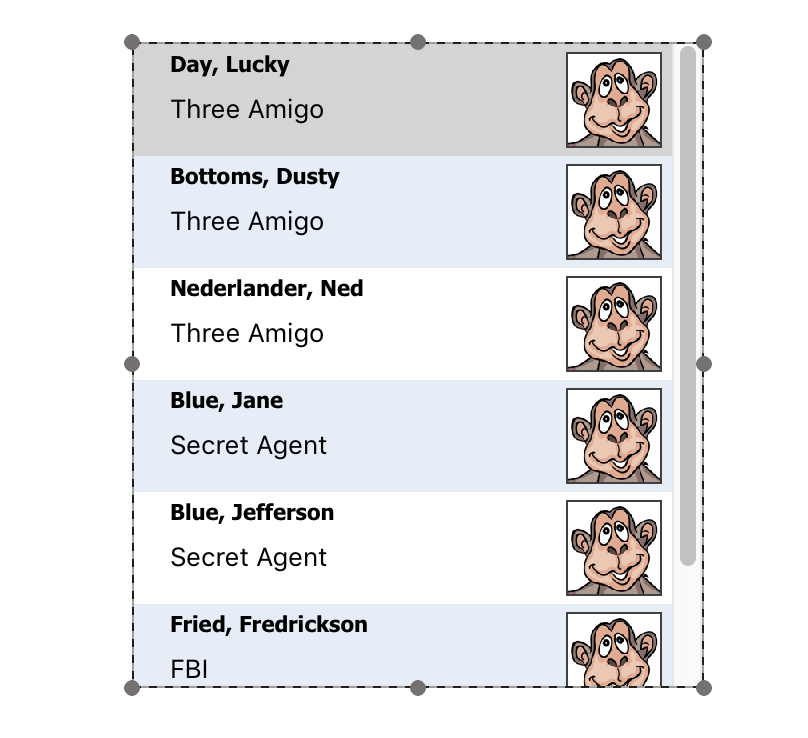 Day, Lucky
Three Amigo
Bottoms, Dusty
Three Amigo
Nederlander, Ned
Three Amigo
Blue, Jane
Secret Agent
Blue, Jefferson
Secret Agent
Fried, Fredrickson
FBI